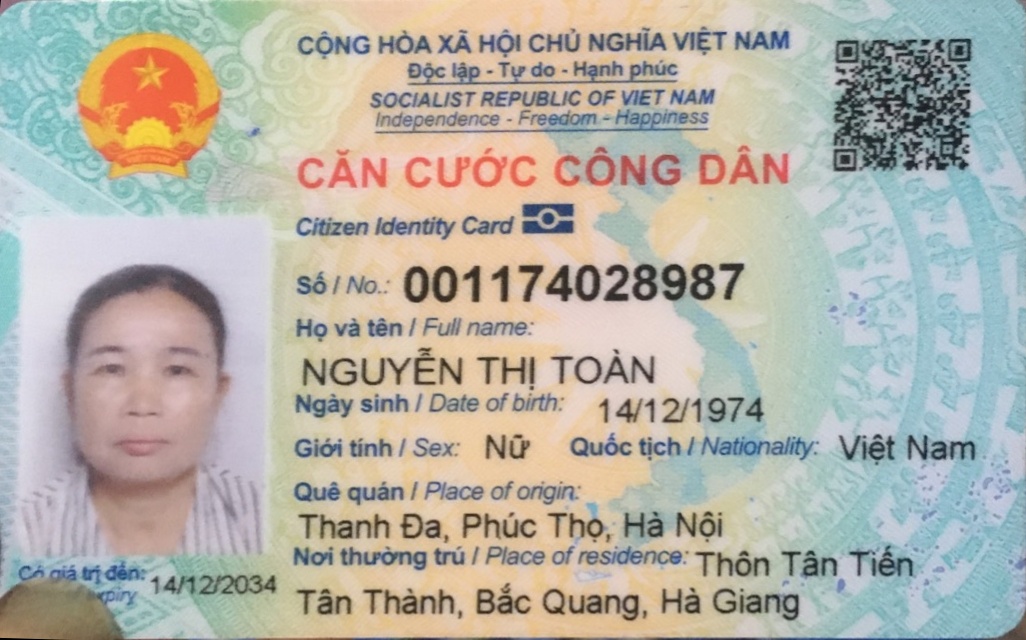 CỘNG HÒA XÃ HỘI CHỦ NGHĨA VIỆT NAM
Độc lập - Tự do - Hạnh phúc
SOCIALIST REPUBLIC OF VIET NAM
Independence - Freedom - Happiness
CĂN CƯỚC CÔNG DÂN
Citizen Identity Card
Số / No.: 001174028987
Họ và tên / Full name:
NGUYỄN THỊ TOÀN
Ngày sinh / Date of birth: 14/12/1974
Giới tính / Sex: Nữ Quốc tịch / Nationality: Việt Nam
Quê quán / Place of origin:
Thanh Đa, Phúc Thọ, Hà Nội
Nơi thường trú / Place of residence: Thôn Tân Tiến
Tân Thành, Bắc Quang, Hà Giang
Có giá trị đến: 14/12/2034